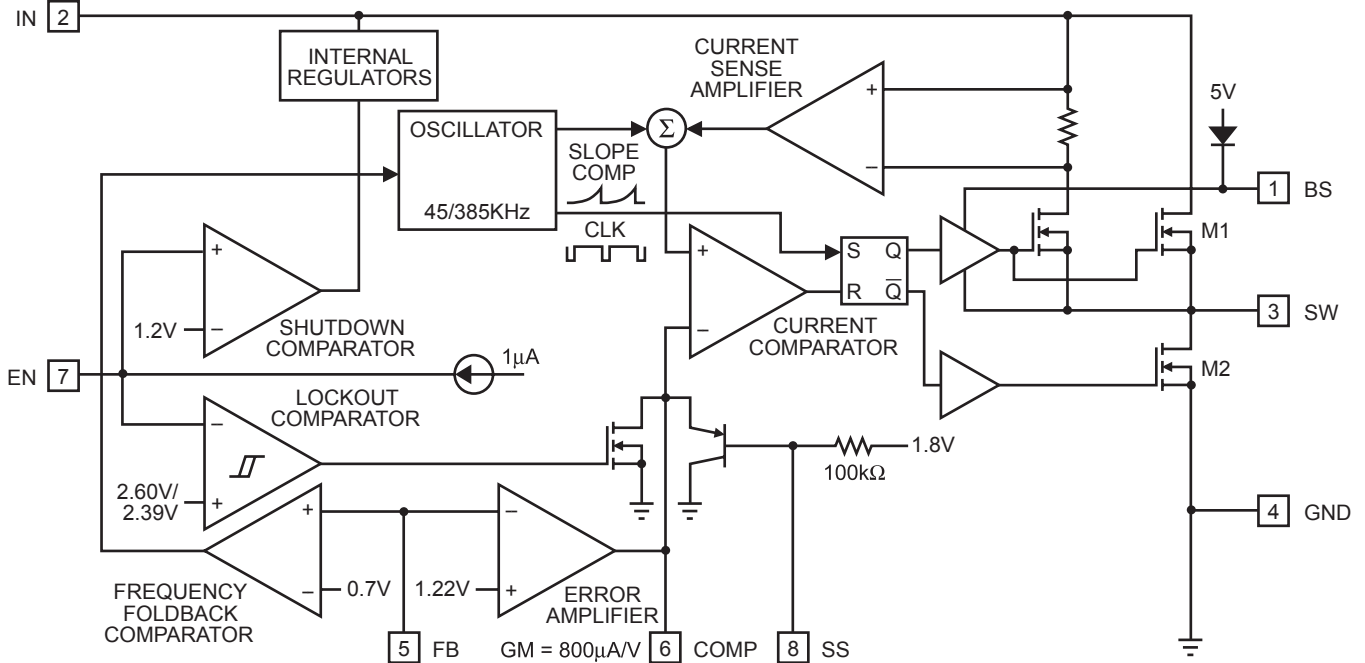 IN 2
INTERNAL
REGULATORS
CURRENT
SENSE
AMPLIFIER
+
−
5V
OSCILLATOR
45/385KHz
Σ
SLOPE
COMP
CLK
1 BS
M1
S Q
R Q̅
+
−
CURRENT
COMPARATOR
3 SW
M2
+
1.2V −
SHUTDOWN
COMPARATOR
EN 7
1µA
LOCKOUT
COMPARATOR
−
2.60V/
2.39V
+
1.8V
100kΩ
4 GND
+
− 0.7V
FREQUENCY
FOLDBACK
COMPARATOR
−
1.22V +
ERROR
AMPLIFIER
5 FB
GM = 800µA/V 6 COMP
8 SS